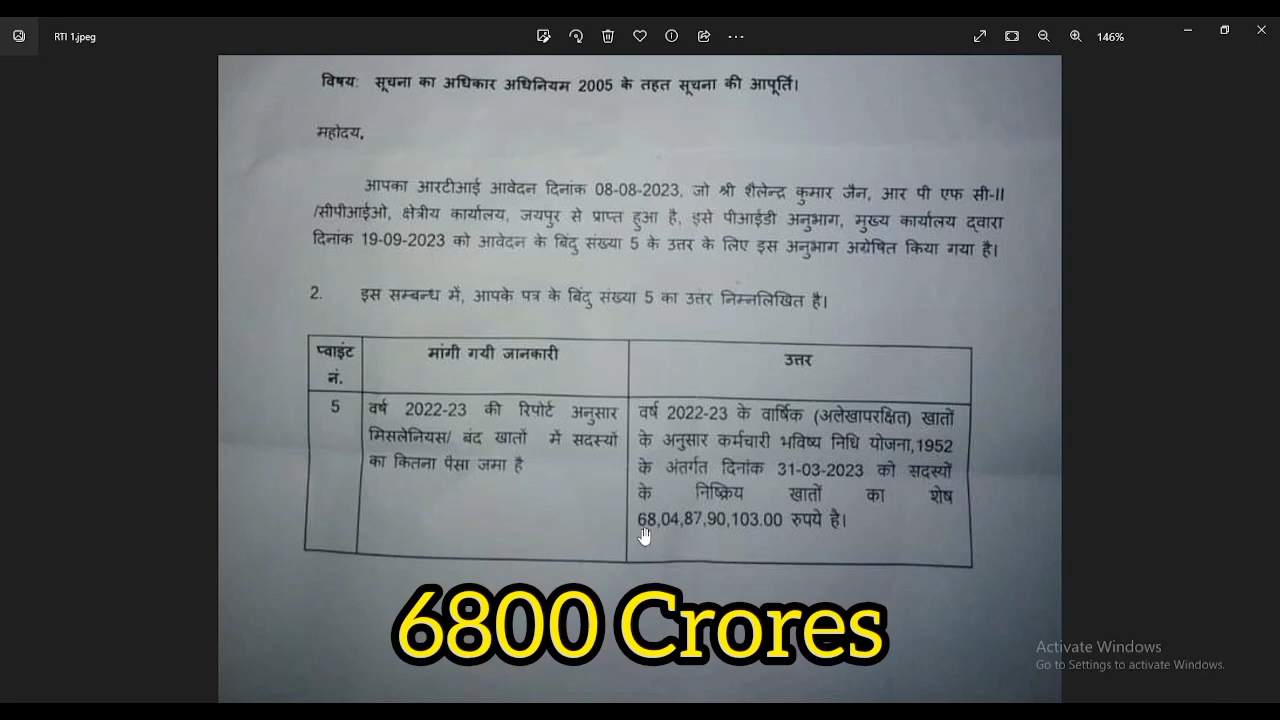 RTI 1.jpeg
146%
विषय: सूचना का अधिकार अधिनियम 2005 के तहत सूचना की आपूर्ति।
महोदय,
आपका आरटीआई आवेदन दिनांक 08-08-2023, जो श्री शैलेन्द्र कुमार जैन, आर पी एफ सी-II
/सीपीआईओ, क्षेत्रीय कार्यालय, जयपुर से प्राप्त हुआ है, इसे पीआईडी अनुभाग, मुख्य कार्यालय द्वारा
दिनांक 19-09-2023 को आवेदन के बिंदु संख्या 5 के उत्तर के लिए इस अनुभाग अग्रेषित किया गया है।
2. इस सम्बन्ध में, आपके पत्र के बिंदु संख्या 5 का उत्तर निम्नलिखित है।
प्वाइंट नं.
मांगी गयी जानकारी
उत्तर
5
वर्ष 2022-23 की रिपोर्ट अनुसार
मिसलेनियस/ बंद खातों में सदस्यों
का कितना पैसा जमा है
वर्ष 2022-23 के वार्षिक (अलेखापरक्षित) खातों
के अनुसार कर्मचारी भविष्य निधि योजना,1952
के अंतर्गत दिनांक 31-03-2023 को सदस्यों
के निष्क्रिय खातों का शेष
68,04,87,90,103.00 रुपये है।
6800 Crores
Activate Windows
Go to Settings to activate Windows.